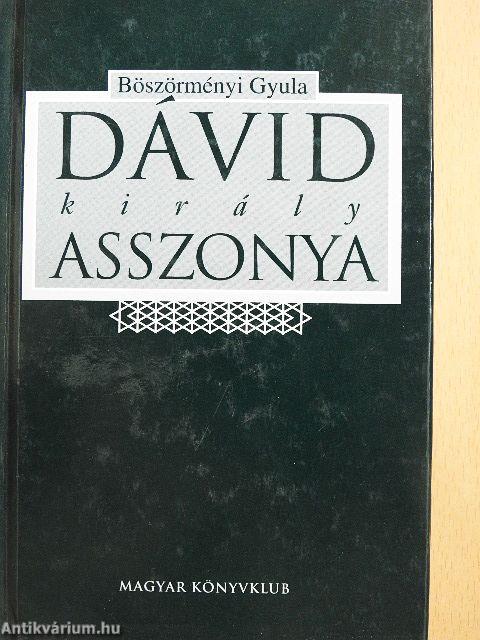 Böszörményi Gyula
DÁVID
király
ASSZONYA
MAGYAR KÖNYVKLUB
Antikvárium.hu